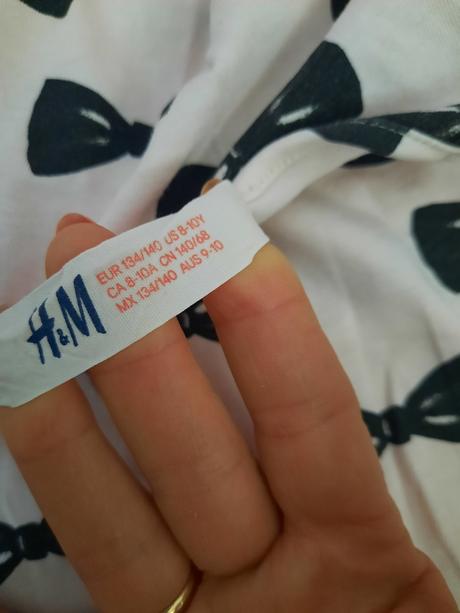 H&M
EUR 134/140 US 8-10Y
CA 8-10A CN 140/68
MX 134/140 AUS 9-10